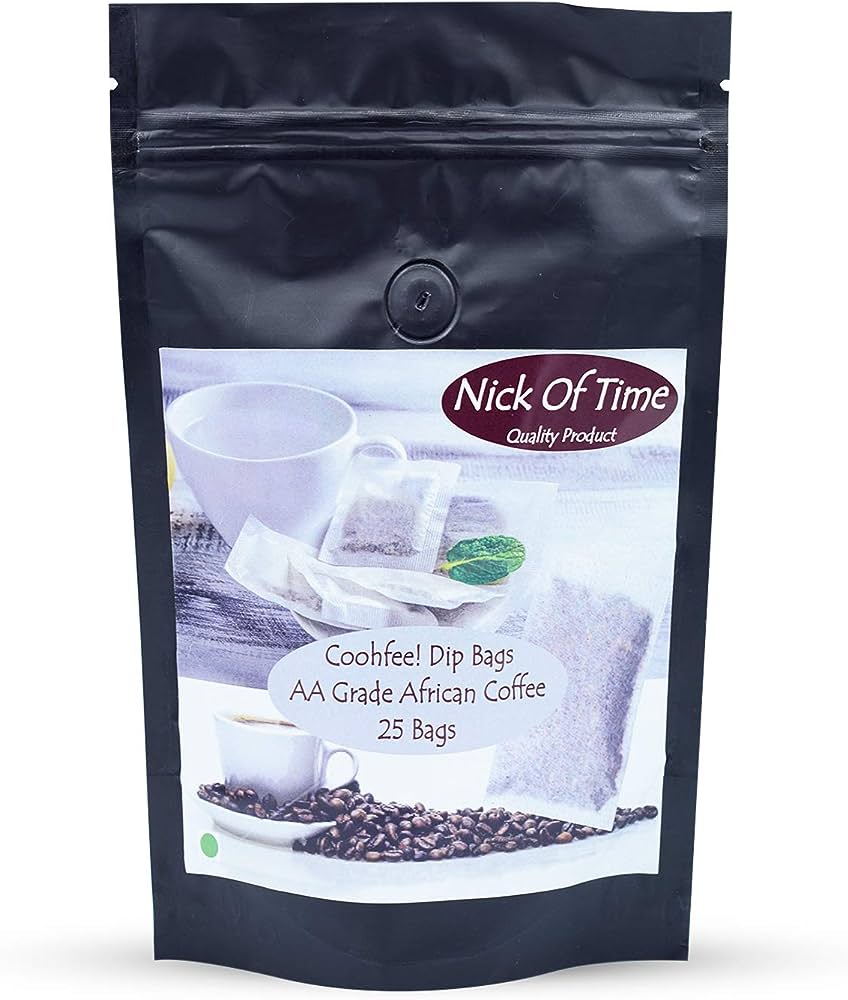 Nick Of Time
Quality Product
Coohfee! Dip Bags
AA Grade African Coffee
25 Bags